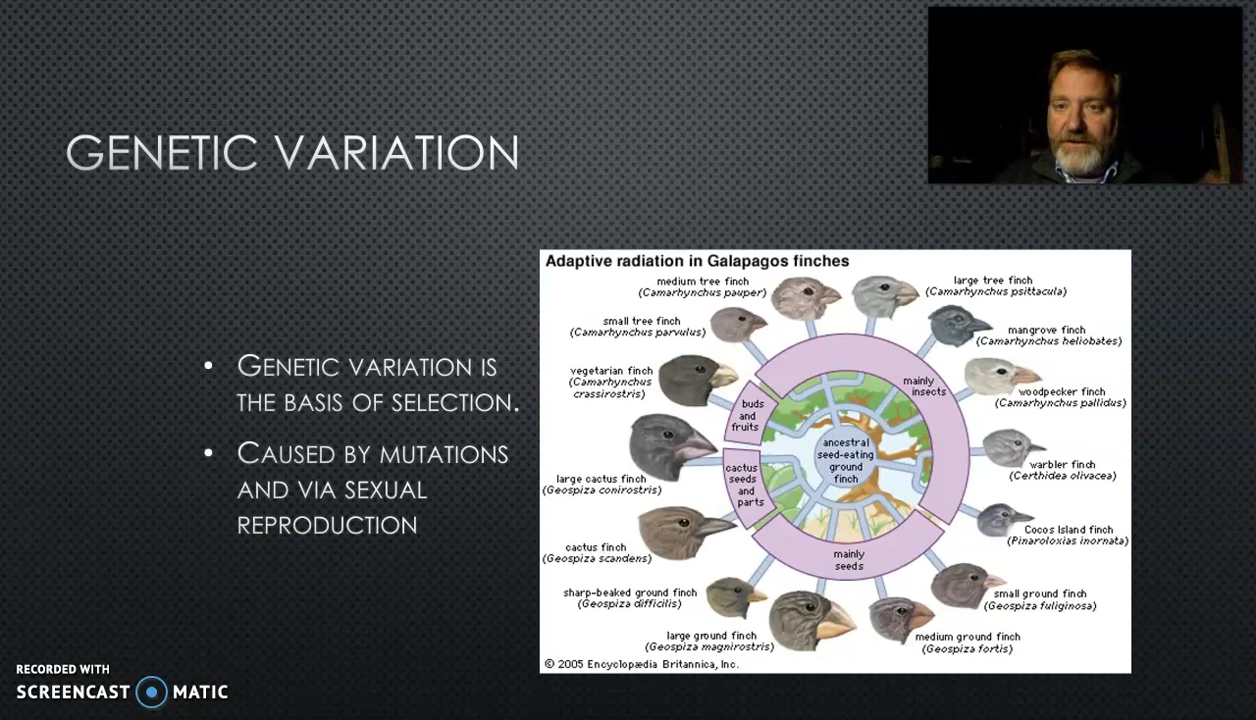 GENETIC VARIATION
• GENETIC VARIATION IS
THE BASIS OF SELECTION.
• CAUSED BY MUTATIONS
AND VIA SEXUAL
REPRODUCTION
Adaptive radiation in Galapagos finches
medium tree finch
(Camarhynchus pauper)
large tree finch
(Camarhynchus psittacula)
small tree finch
(Camarhynchus parvulus)
mangrove finch
(Camarhynchus heliobates)
vegetarian finch
(Camarhynchus
crassirostris)
woodpecker finch
(Camarhynchus pallidus)
large cactus finch
(Geospiza conirostris)
warbler finch
(Certhidea olivacea)
cactus finch
(Geospiza scandens)
Cocos Island finch
(Pinaroloxias inornata)
sharp-beaked ground finch
(Geospiza difficilis)
small ground finch
(Geospiza fuliginosa)
large ground finch
(Geospiza magnirostris)
medium ground finch
(Geospiza fortis)
mainly
insects
buds
and
fruits
cactus
seeds
and
parts
mainly
seeds
ancestral
seed-eating
ground
finch
© 2005 Encyclopædia Britannica, Inc.
RECORDED WITH
SCREENCAST MATIC